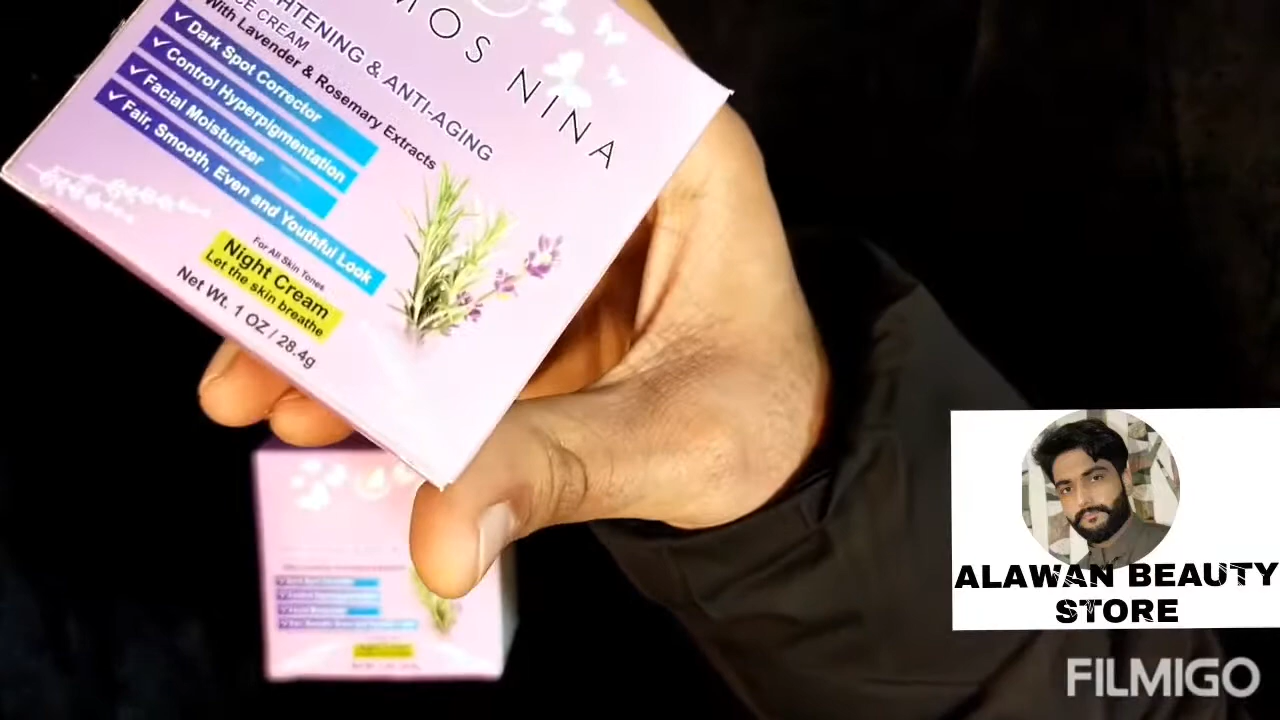 MOS NINA
HTENING & ANTI-AGING
CE CREAM
With Lavender & Rosemary Extracts
Dark Spot Corrector
Control Hyperpigmentation
Facial Moisturizer
Fair, Smooth, Even and Youthful Look
For All Skin Tones
Night Cream
Let the skin breathe
Net Wt. 1 OZ / 28.4g
ALAWAN BEAUTY
STORE
FILMIGO